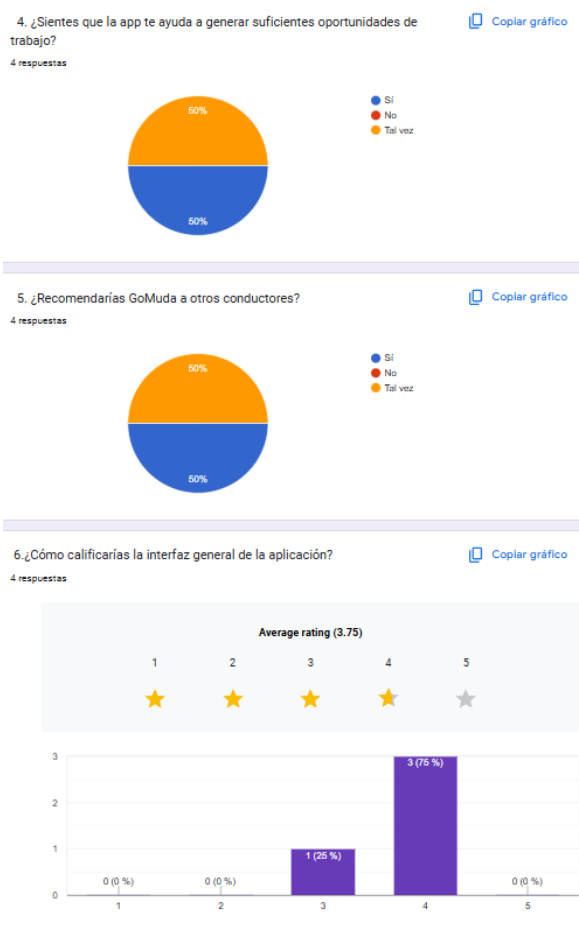 4. ¿Sientes que la app te ayuda a generar suficientes oportunidades de
trabajo?
Copiar gráfico
4 respuestas
50%
50%
Sí
No
Tal vez
5. ¿Recomendarías GoMuda a otros conductores?
Copiar gráfico
4 respuestas
50%
50%
Sí
No
Tal vez
6.¿Cómo calificarías la interfaz general de la aplicación?
Copiar gráfico
4 respuestas
Average rating (3.75)
1 2 3 4 5
3
2
1
0
0 (0 %) 0 (0 %) 1 (25 %) 3 (75 %) 0 (0 %)
1 2 3 4 5